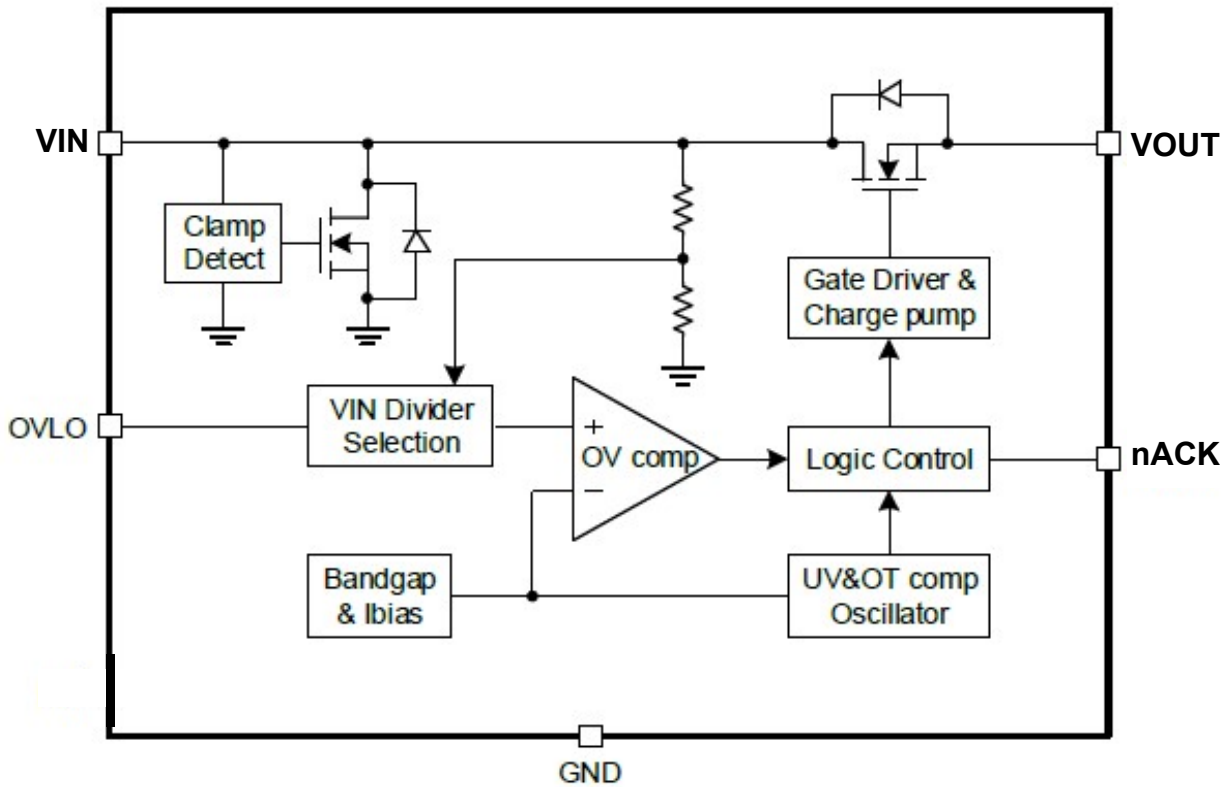 VIN
VOUT
Clamp
Detect
Gate Driver &
Charge pump
OVLO
VIN Divider
Selection
+
OV comp
−
Logic Control
nACK
Bandgap
& Ibias
UV&OT comp
Oscillator
GND